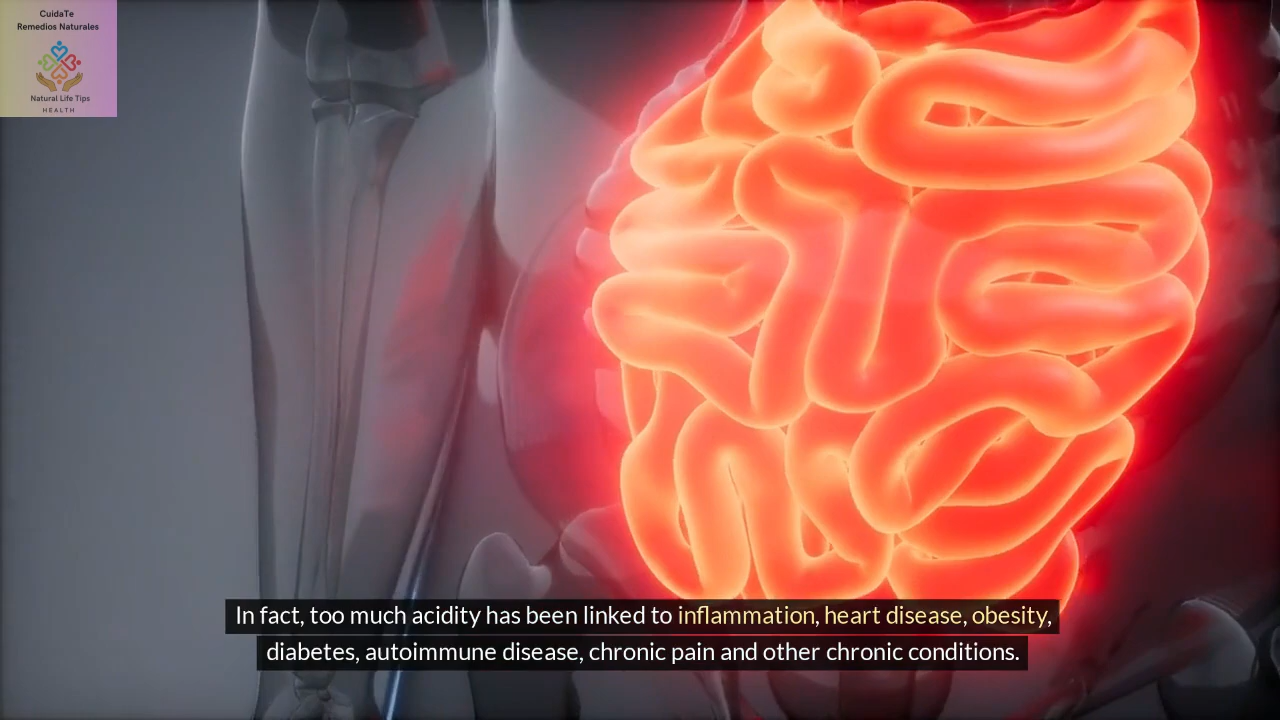 CuidaTe
Remedios Naturales
Natural Life Tips
HEALTH
In fact, too much acidity has been linked to inflammation, heart disease, obesity,
diabetes, autoimmune disease, chronic pain and other chronic conditions.